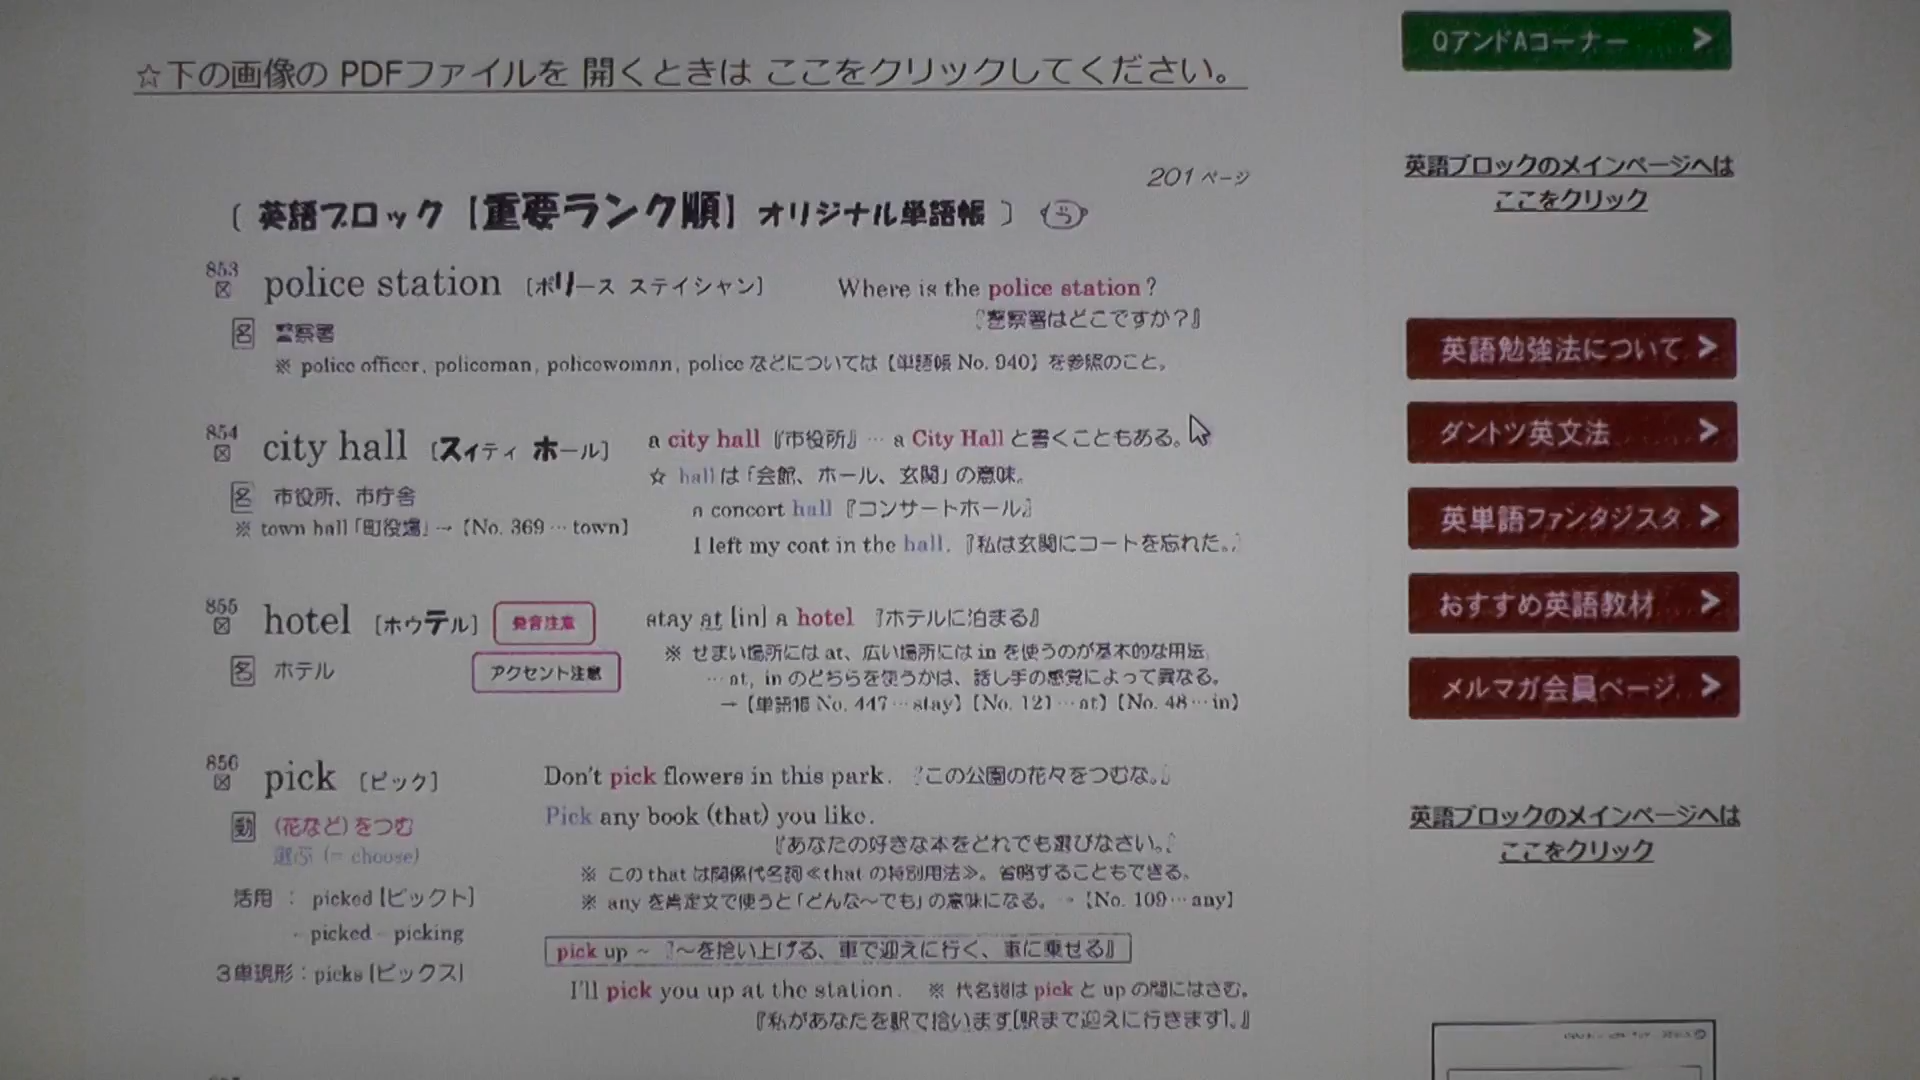 ☆下の画像の PDFファイルを 開くときは ここをクリックしてください。
201 ページ
〔 英語ブロック【重要ランク順】オリジナル単語帳 〕
853 police station [ポリース ステイシャン] Where is the police station?
『警察署はどこですか?』
名 警察署
※ police officer, policeman, policewoman, police などについては【単語帳 No. 940】を参照のこと。
854 city hall [スィティ ホール] a city hall『市役所』… a City Hall と書くこともある。
☆ hall は「会館、ホール、玄関」の意味。
名 市役所、市庁舎
a concert hall『コンサートホール』
※ town hall「町役場」→【No. 369 … town】
I left my coat in the hall.『私は玄関にコートを忘れた。』
855 hotel [ホウテル] 発音注意 stay at [in] a hotel 『ホテルに泊まる』
※ せまい場所には at、広い場所には in を使うのが基本的な用法。
名 ホテル アクセント注意
… at, in のどちらを使うかは、話し手の感覚によって異なる。
→【単語帳 No. 447 … stay】【No. 121 … at】【No. 48 … in】
856 pick [ピック] Don't pick flowers in this park. 『この公園の花々をつむな。』
動 (花など)をつむ
Pick any book (that) you like.
『あなたの好きな本をどれでも選びなさい。』
選ぶ (= choose)
※ この that は関係代名詞≪that の特別用法≫。省略することもできる。
活用 : picked [ピックト]
※ any を肯定文で使うと「どんな～でも」の意味になる。→【No. 109 … any】
- picked - picking
pick up ～ 『～を拾い上げる、車で迎えに行く、車に乗せる』
3単現形 : picks [ピックス]
I'll pick you up at the station. ※ 代名詞は pick と up の間にはさむ。
『私があなたを駅で拾います[駅まで迎えに行きます]。』
QアンドAコーナー
英語ブロックのメインページへは
ここをクリック
英語勉強法について
ダントツ英文法
英単語ファンタジスタ
おすすめ英語教材
メルマガ会員ページ
英語ブロックのメインページへは
ここをクリック